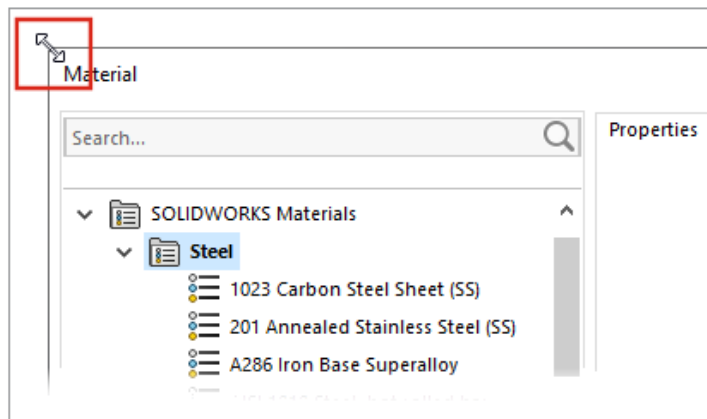 Material
Search...
Properties
SOLIDWORKS Materials
Steel
1023 Carbon Steel Sheet (SS)
201 Annealed Stainless Steel (SS)
A286 Iron Base Superalloy